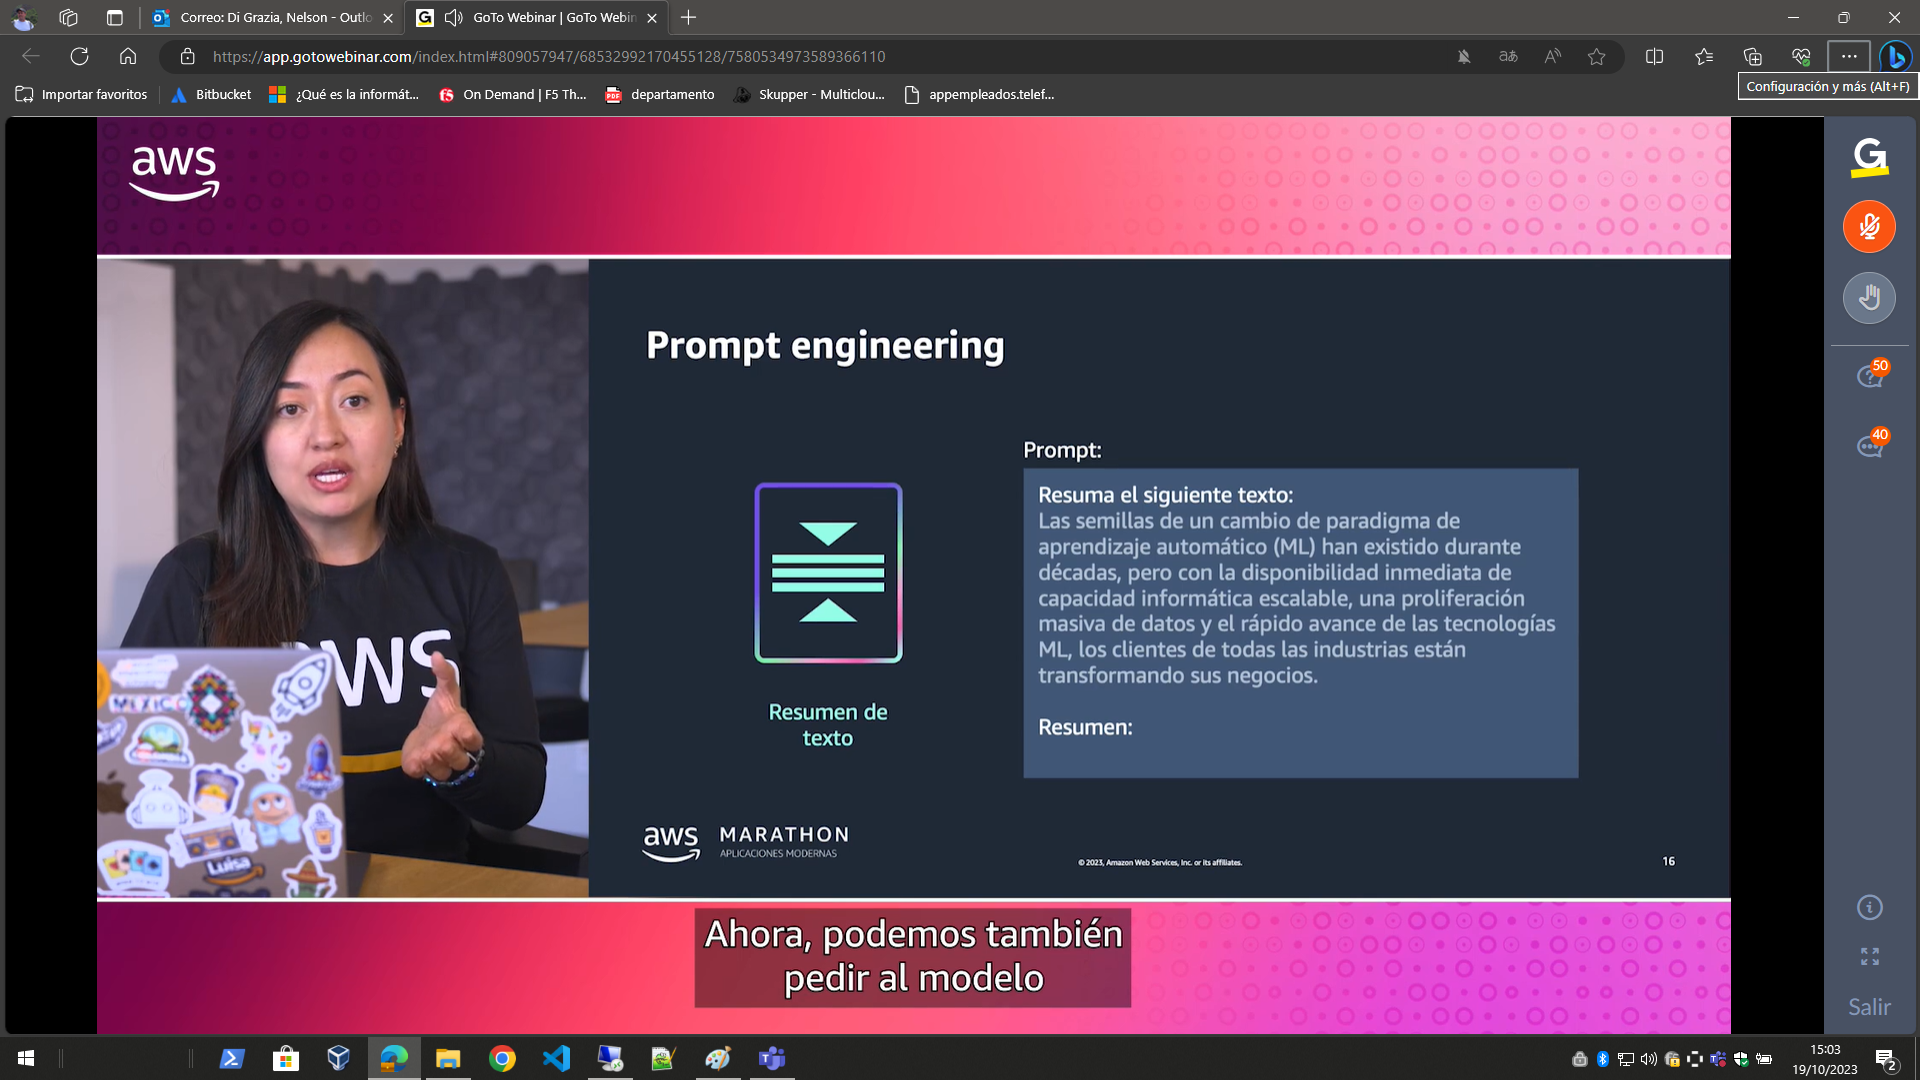 Correo: Di Grazia, Nelson - Outlo
GoTo Webinar | GoTo Webin
https://app.gotowebinar.com/index.html#809057947/68532992170455128/7580534973589366110
Importar favoritos
Bitbucket
¿Qué es la informát...
On Demand | F5 Th...
departamento
Skupper - Multiclou...
appempleados.telef...
Configuración y más (Alt+F)
aws
G
50
40
Prompt engineering
Prompt:
Resuma el siguiente texto:
Las semillas de un cambio de paradigma de
aprendizaje automático (ML) han existido durante
décadas, pero con la disponibilidad inmediata de
capacidad informática escalable, una proliferación
masiva de datos y el rápido avance de las tecnologías
ML, los clientes de todas las industrias están
transformando sus negocios.
Resumen:
Resumen de
texto
aws
MEXICO
Luisa
aws MARATHON
APLICACIONES MODERNAS
© 2023, Amazon Web Services, Inc. or its affiliates.
16
Ahora, podemos también
pedir al modelo
Salir
15:03
19/10/2023
2